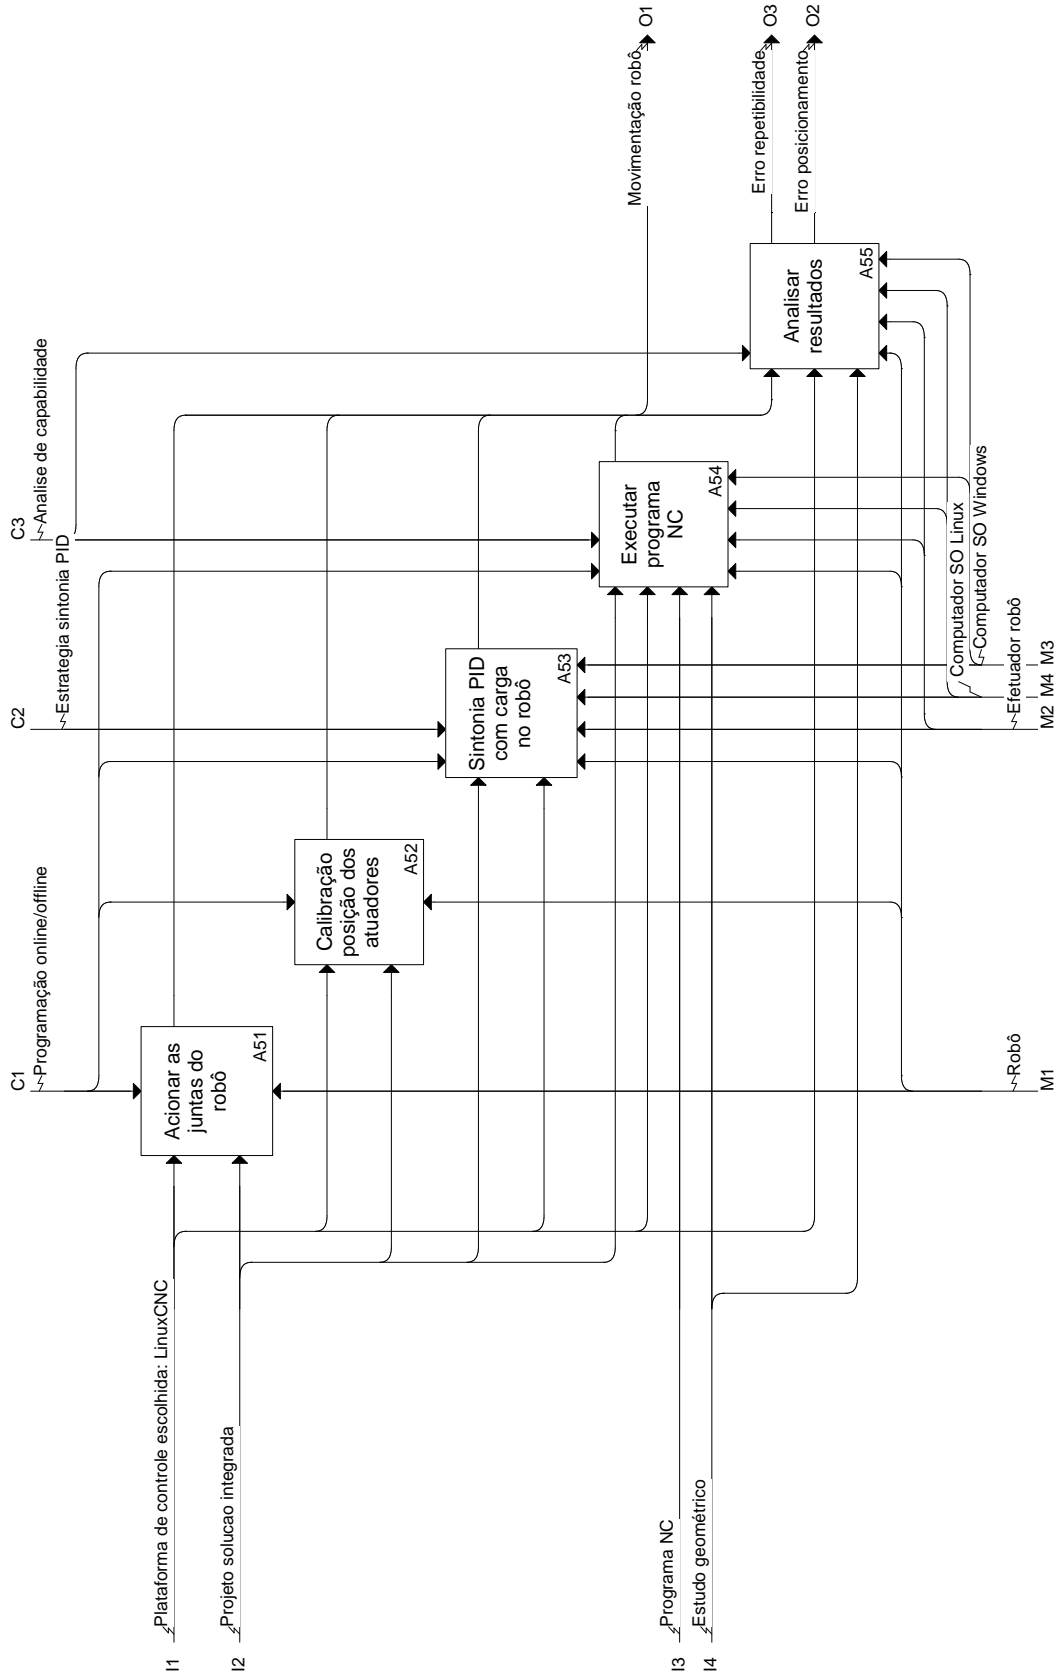 C1
Programação online/offline
C2
Estrategia sintonia PID
C3
Analise de capabilidade
I1
Plataforma de controle escolhida: LinuxCNC
I2
Projeto solucao integrada
I3
Programa NC
I4
Estudo geométrico
Acionar as
juntas do
robô
A51
Calibração
posição dos
atuadores
A52
Sintonia PID
com carga
no robô
A53
Executar
programa
NC
A54
Analisar
resultados
A55
Movimentação robô
O1
Erro repetibilidade
O3
Erro posicionamento
O2
Computador SO Linux
Computador SO Windows
Efetuador robô
Robô
M1
M2
M4
M3